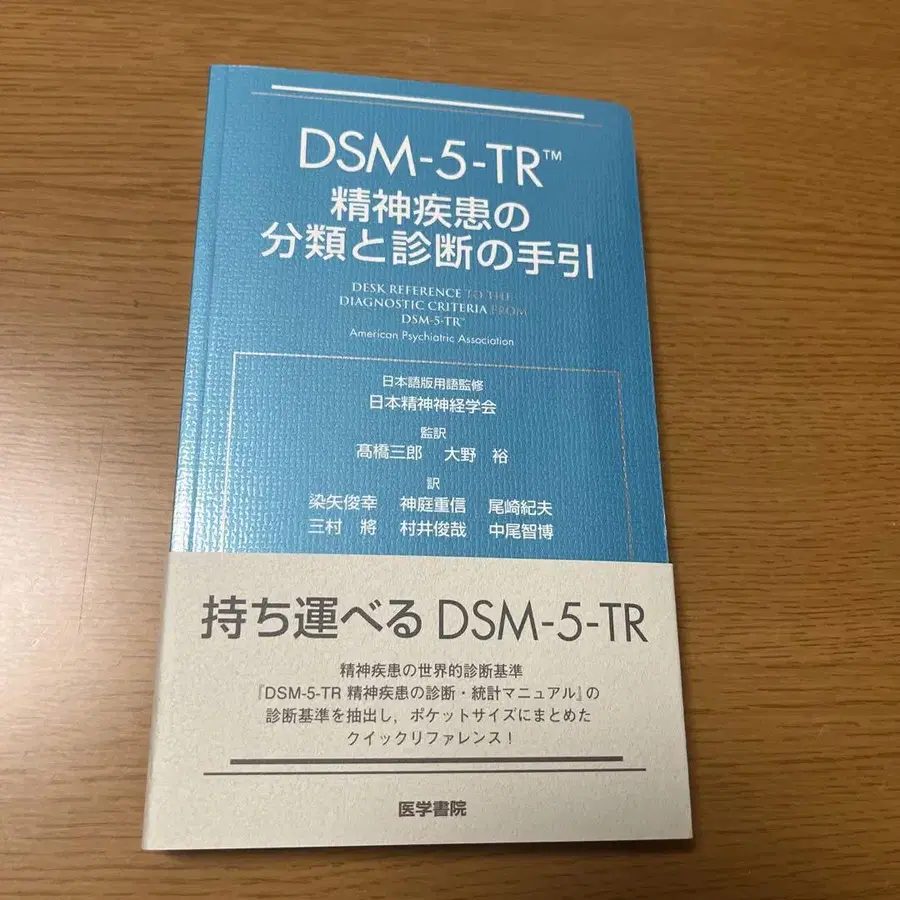 DSM-5-TR™
精神疾患の
分類と診断の手引
DESK REFERENCE TO THE
DIAGNOSTIC CRITERIA FROM
DSM-5-TR™
American Psychiatric Association
日本語版用語監修
日本精神神経学会
監訳
髙橋三郎 大野 裕
訳
染矢俊幸 神庭重信 尾崎紀夫
三村 將 村井俊哉 中尾智博
持ち運べる DSM-5-TR
精神疾患の世界的診断基準
『DSM-5-TR 精神疾患の診断・統計マニュアル』の
診断基準を抽出し，ポケットサイズにまとめた
クイックリファレンス！
医学書院